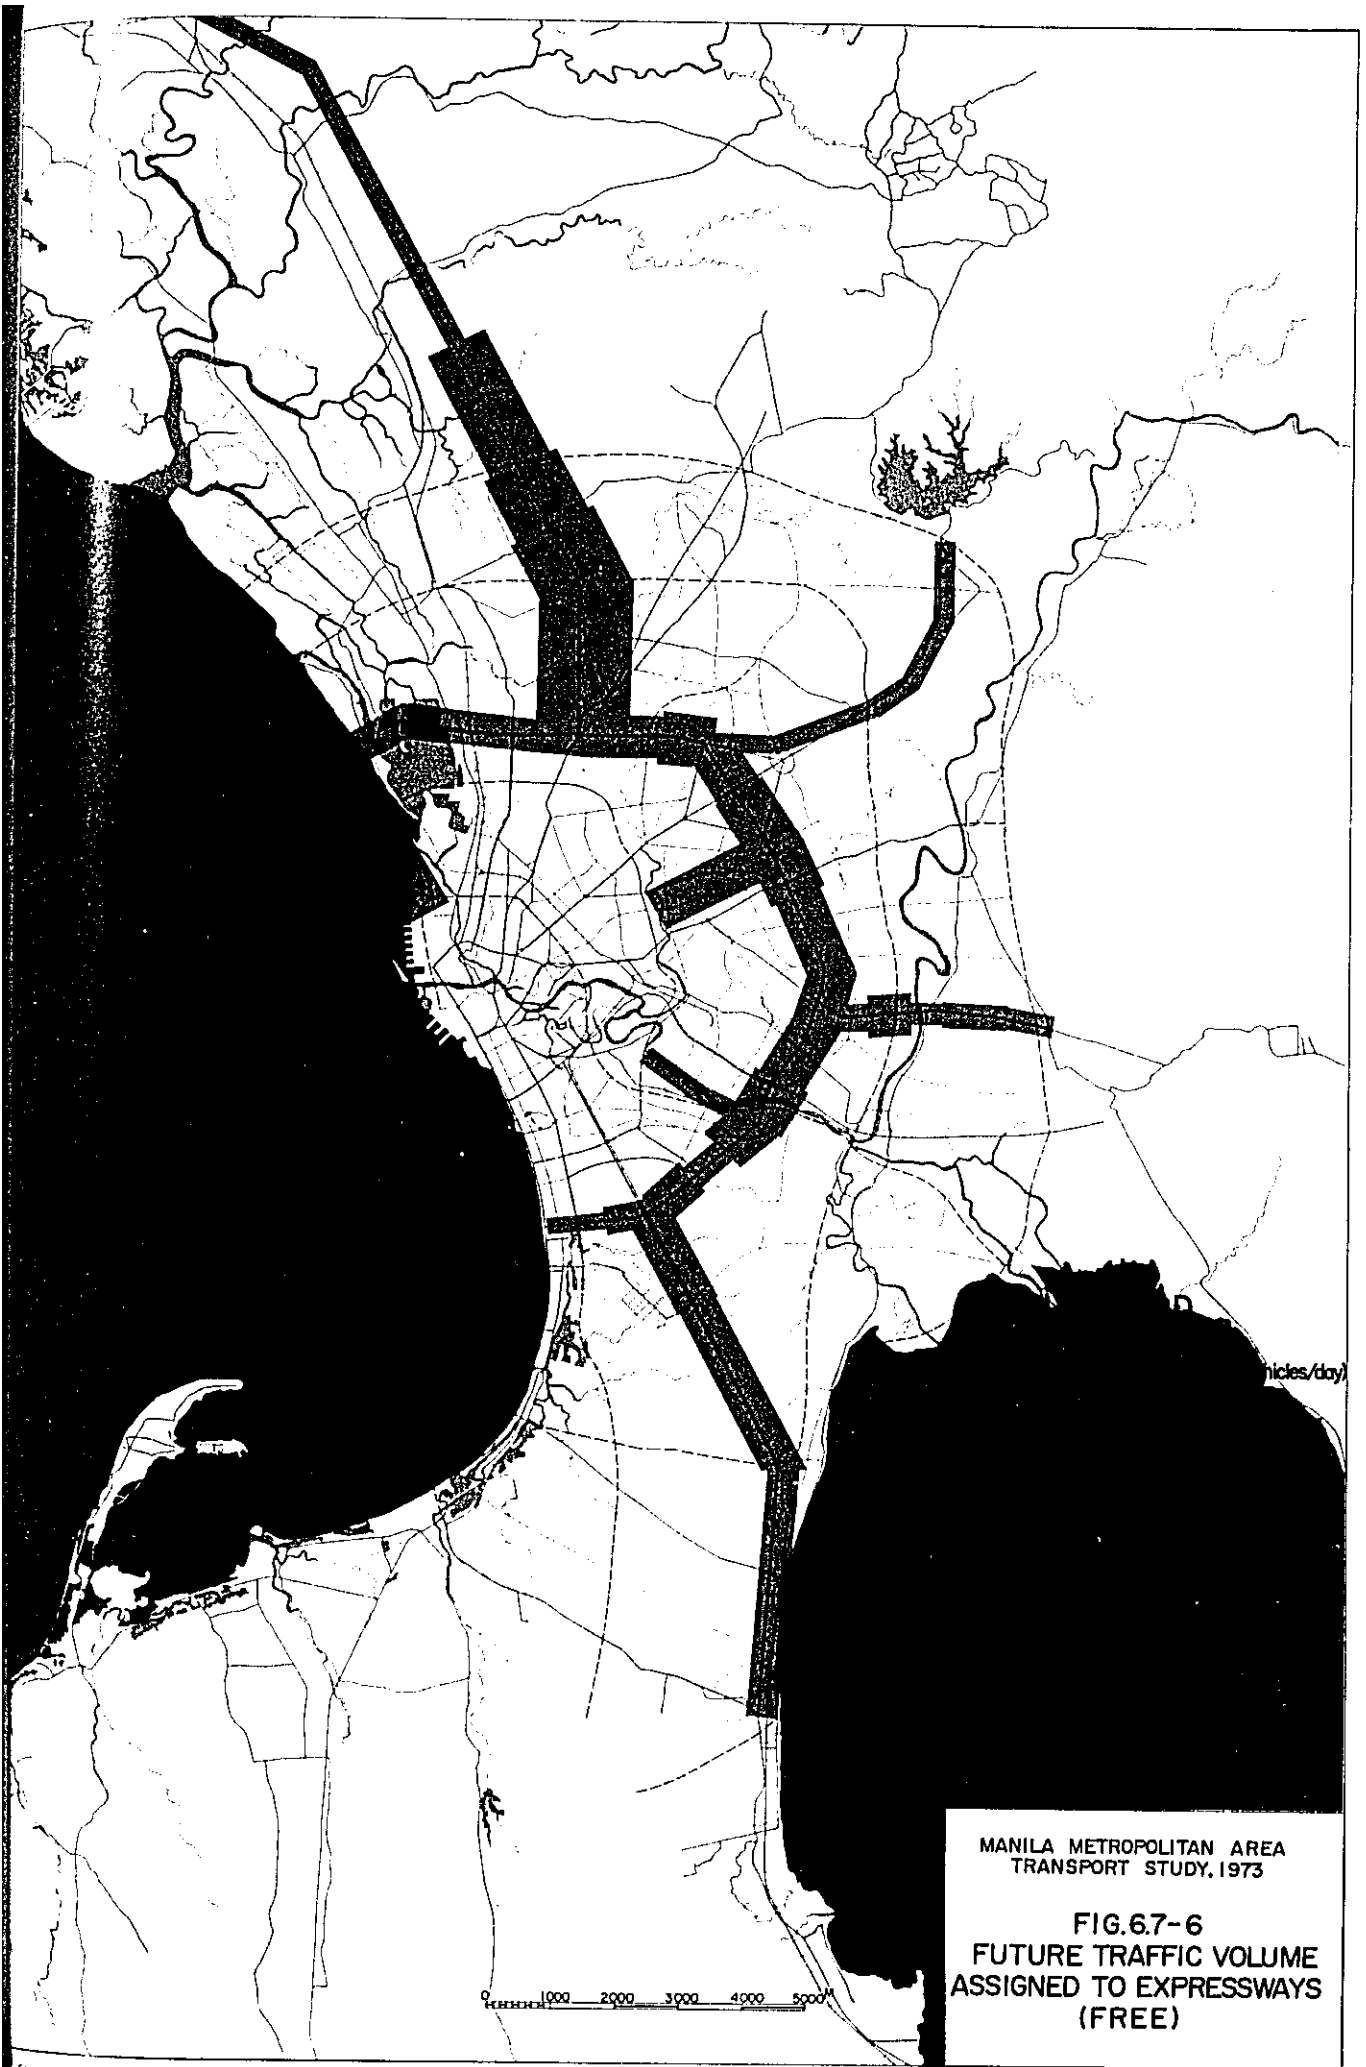 hicles/day)
MANILA METROPOLITAN AREA
TRANSPORT STUDY, 1973
FIG.6.7-6
FUTURE TRAFFIC VOLUME
ASSIGNED TO EXPRESSWAYS
(FREE)
0 1000 2000 3000 4000 5000M